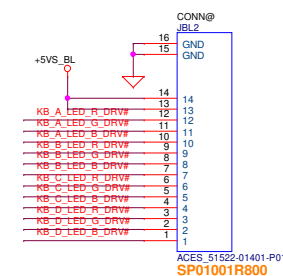 CONN@
JBL2
16 GND
15 GND
+5VS_BL
14 14
13 13
KB_A_LED_R_DRV# 12 12
KB_A_LED_G_DRV# 11 11
KB_A_LED_B_DRV# 10 10
KB_B_LED_R_DRV# 9 9
KB_B_LED_G_DRV# 8 8
KB_B_LED_B_DRV# 7 7
KB_C_LED_R_DRV# 6 6
KB_C_LED_G_DRV# 5 5
KB_C_LED_B_DRV# 4 4
KB_D_LED_R_DRV# 3 3
KB_D_LED_G_DRV# 2 2
KB_D_LED_B_DRV# 1 1
ACES_51522-01401-P01
SP01001R800